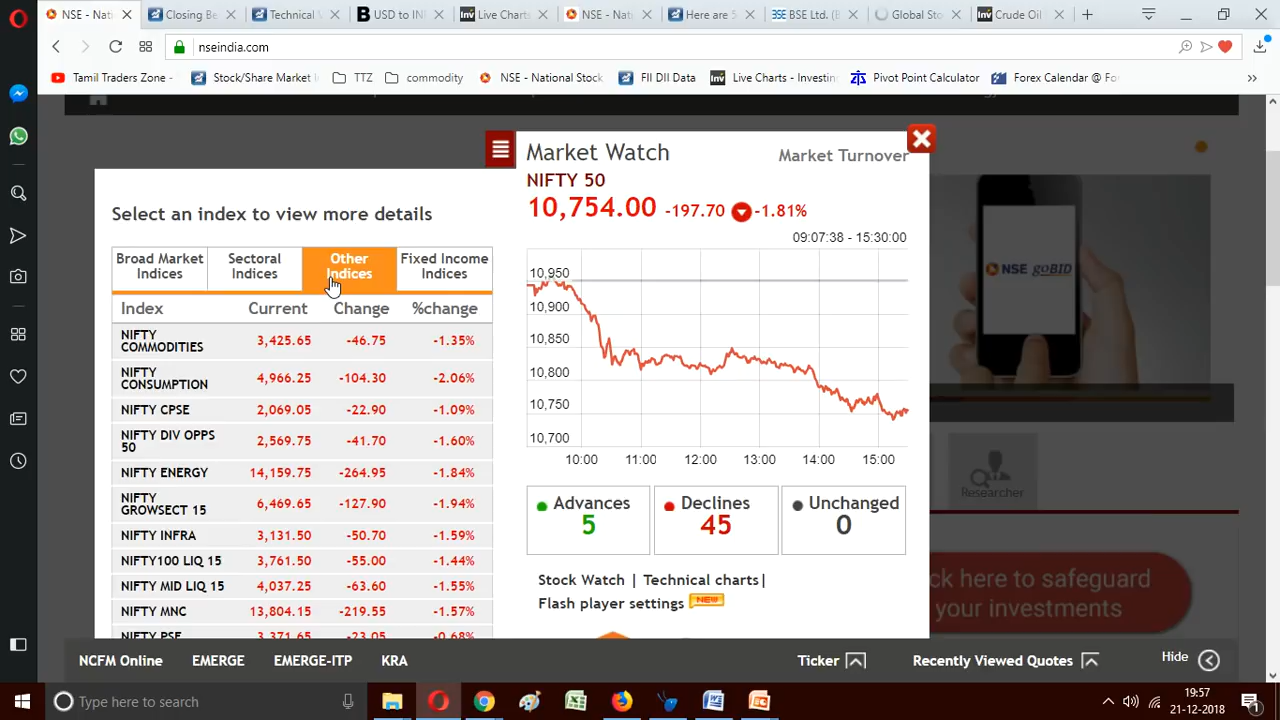 NSE - Nati
Closing Be
Technical
USD to IN
Live Chart
NSE - Nat
Here are 5
BSE Ltd. (B
Global Sto
Crude Oil
nseindia.com
Tamil Traders Zone -
Stock/Share Market
TTZ
commodity
NSE - National Stock
FII DII Data
Live Charts - Investin
Pivot Point Calculator
Forex Calendar @ Fo
Market Watch
Market Turnover
NIFTY 50
10,754.00 -197.70 -1.81%
09:07:38 - 15:30:00
Select an index to view more details
Broad Market Indices
Sectoral Indices
Other Indices
Fixed Income Indices
Index Current Change %change
NIFTY COMMODITIES 3,425.65 -46.75 -1.35%
NIFTY CONSUMPTION 4,966.25 -104.30 -2.06%
NIFTY CPSE 2,069.05 -22.90 -1.09%
NIFTY DIV OPPS 50 2,569.75 -41.70 -1.60%
NIFTY ENERGY 14,159.75 -264.95 -1.84%
NIFTY GROWSECT 15 6,469.65 -127.90 -1.94%
NIFTY INFRA 3,131.50 -50.70 -1.59%
NIFTY100 LIQ 15 3,761.50 -55.00 -1.44%
NIFTY MID LIQ 15 4,037.25 -63.60 -1.55%
NIFTY MNC 13,804.15 -219.55 -1.57%
NIFTY PSE 3,371.65 -23.05 -0.68%
10,950
10,900
10,850
10,800
10,750
10,700
10:00 11:00 12:00 13:00 14:00 15:00
Advances
5
Declines
45
Unchanged
0
Stock Watch | Technical charts|
Flash player settings NEW
NSE goBID
Researcher
ck here to safeguard
your investments
NCFM Online
EMERGE
EMERGE-ITP
KRA
Ticker
Recently Viewed Quotes
Hide
Type here to search
19:57
21-12-2018